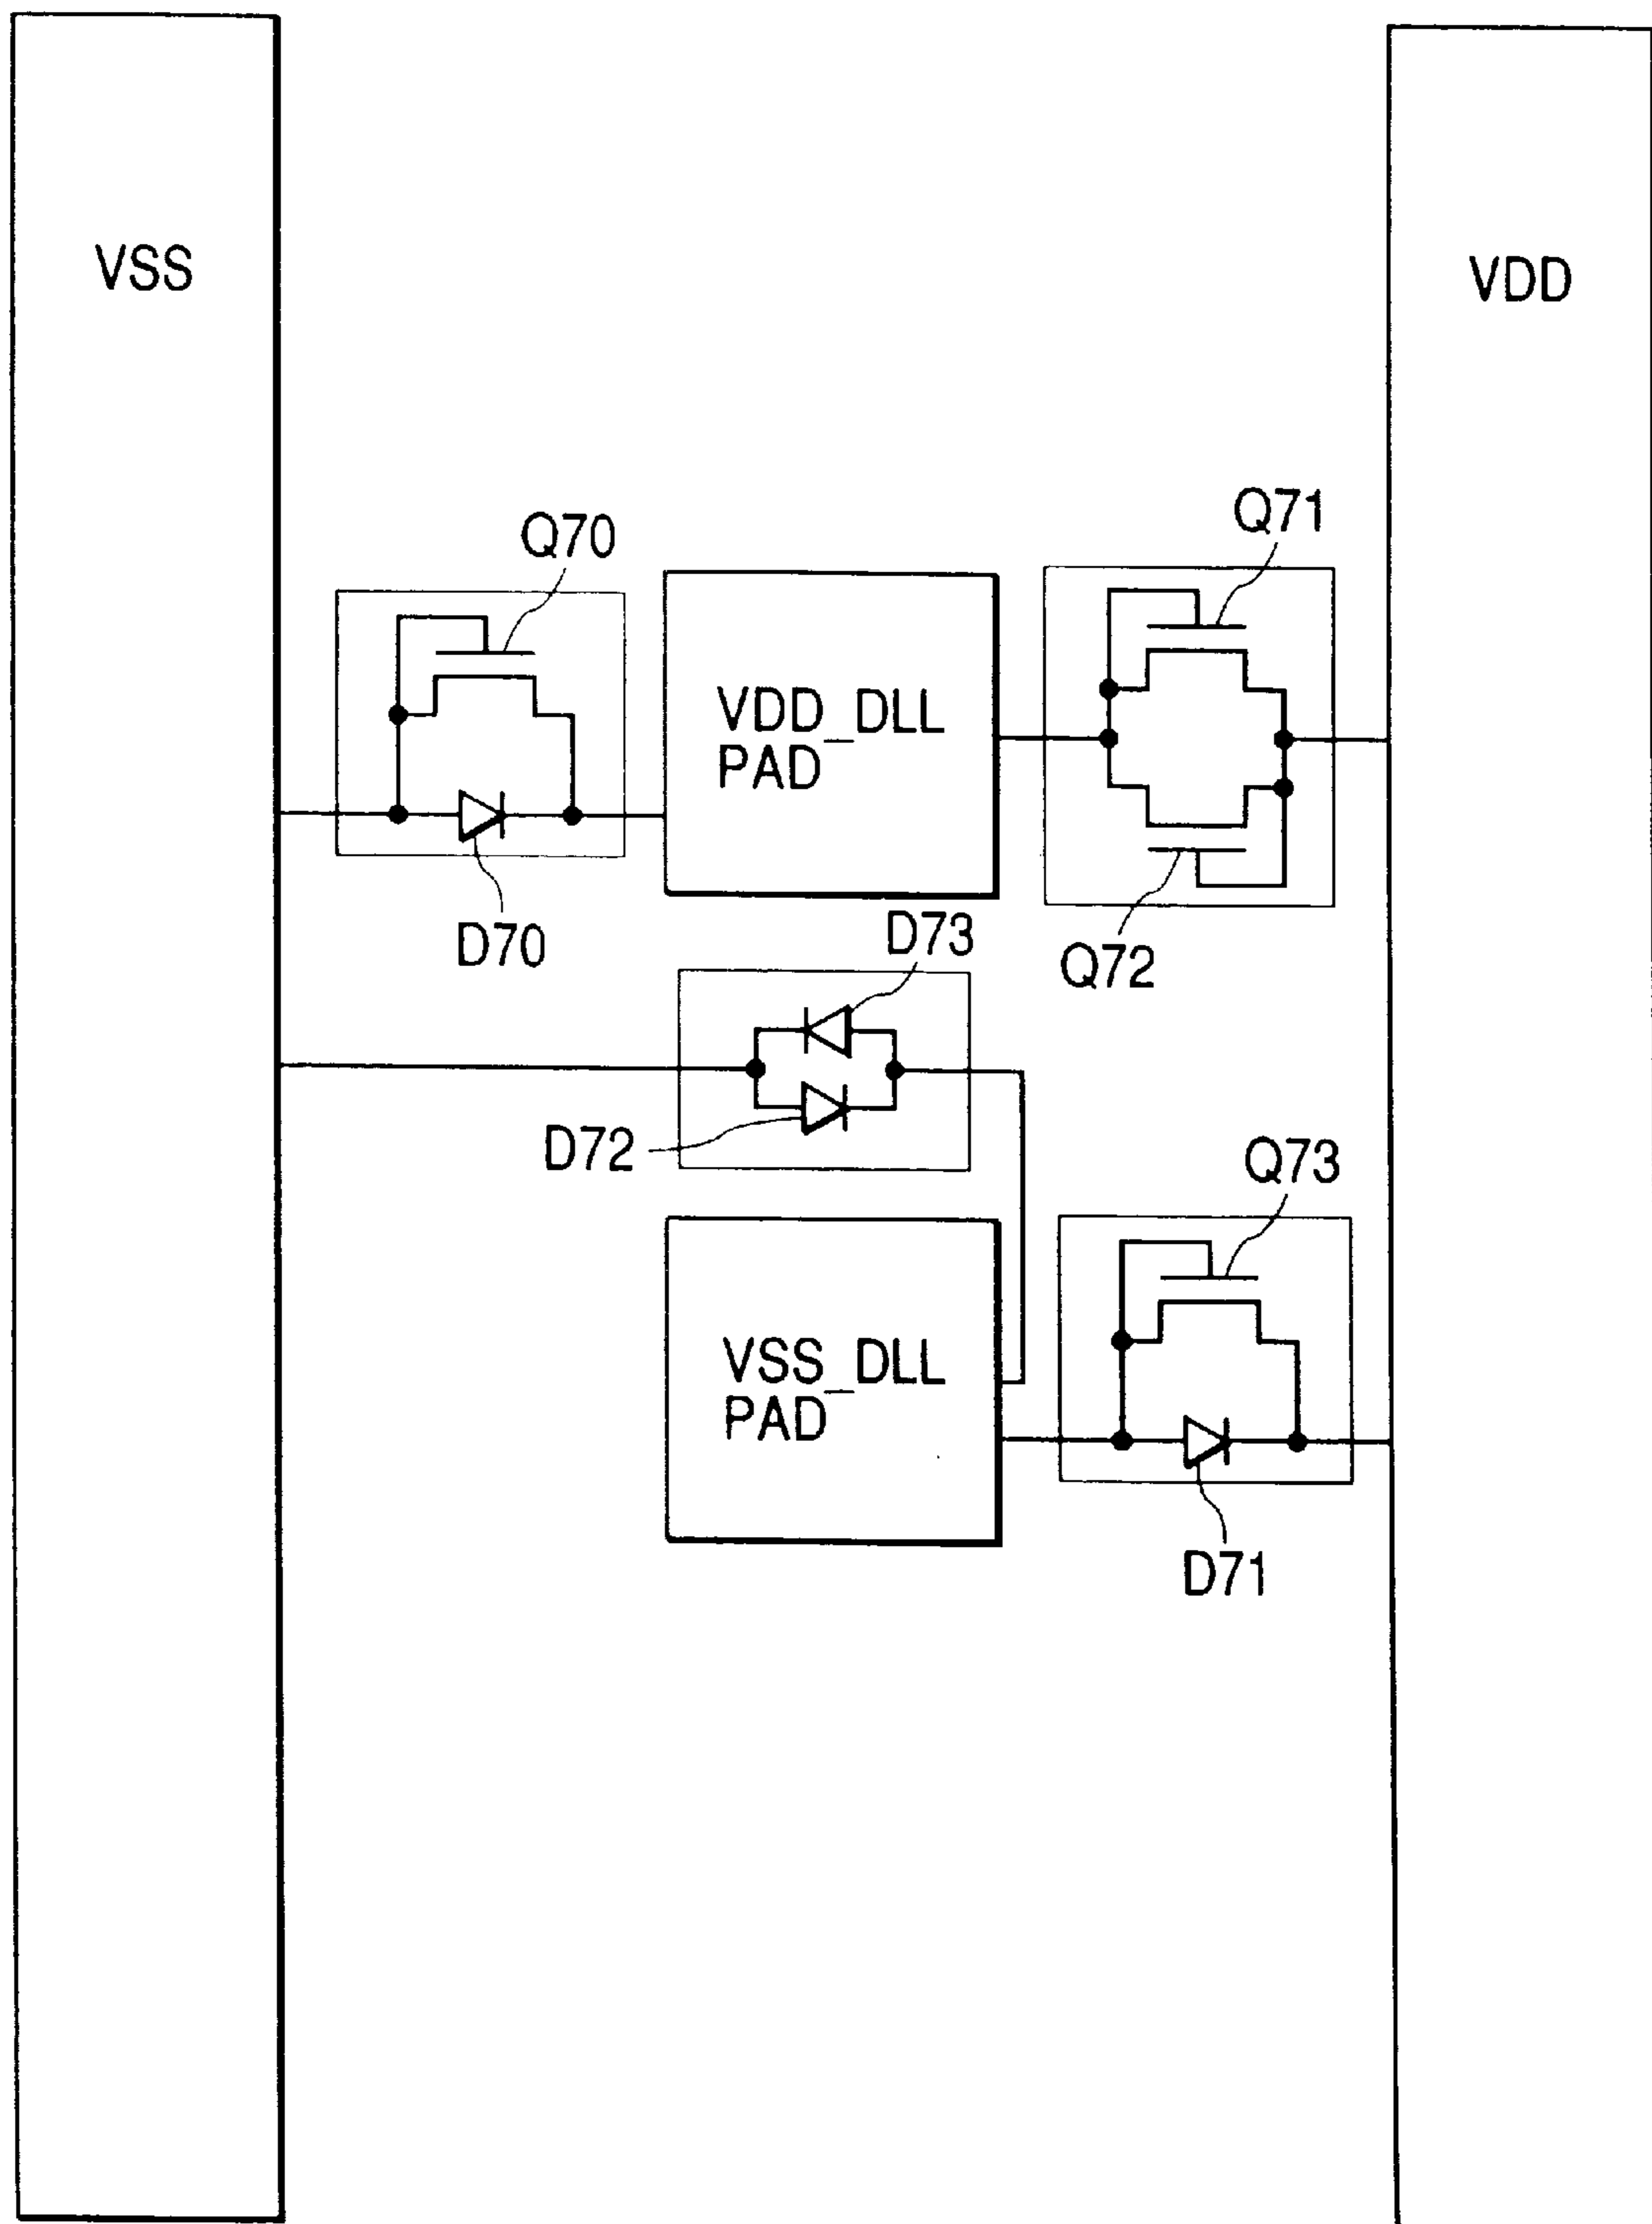 VSS
VDD
Q71
Q70
VDD_DLL
PAD
D70
D73
Q72
D72
Q73
VSS_DLL
PAD
D71